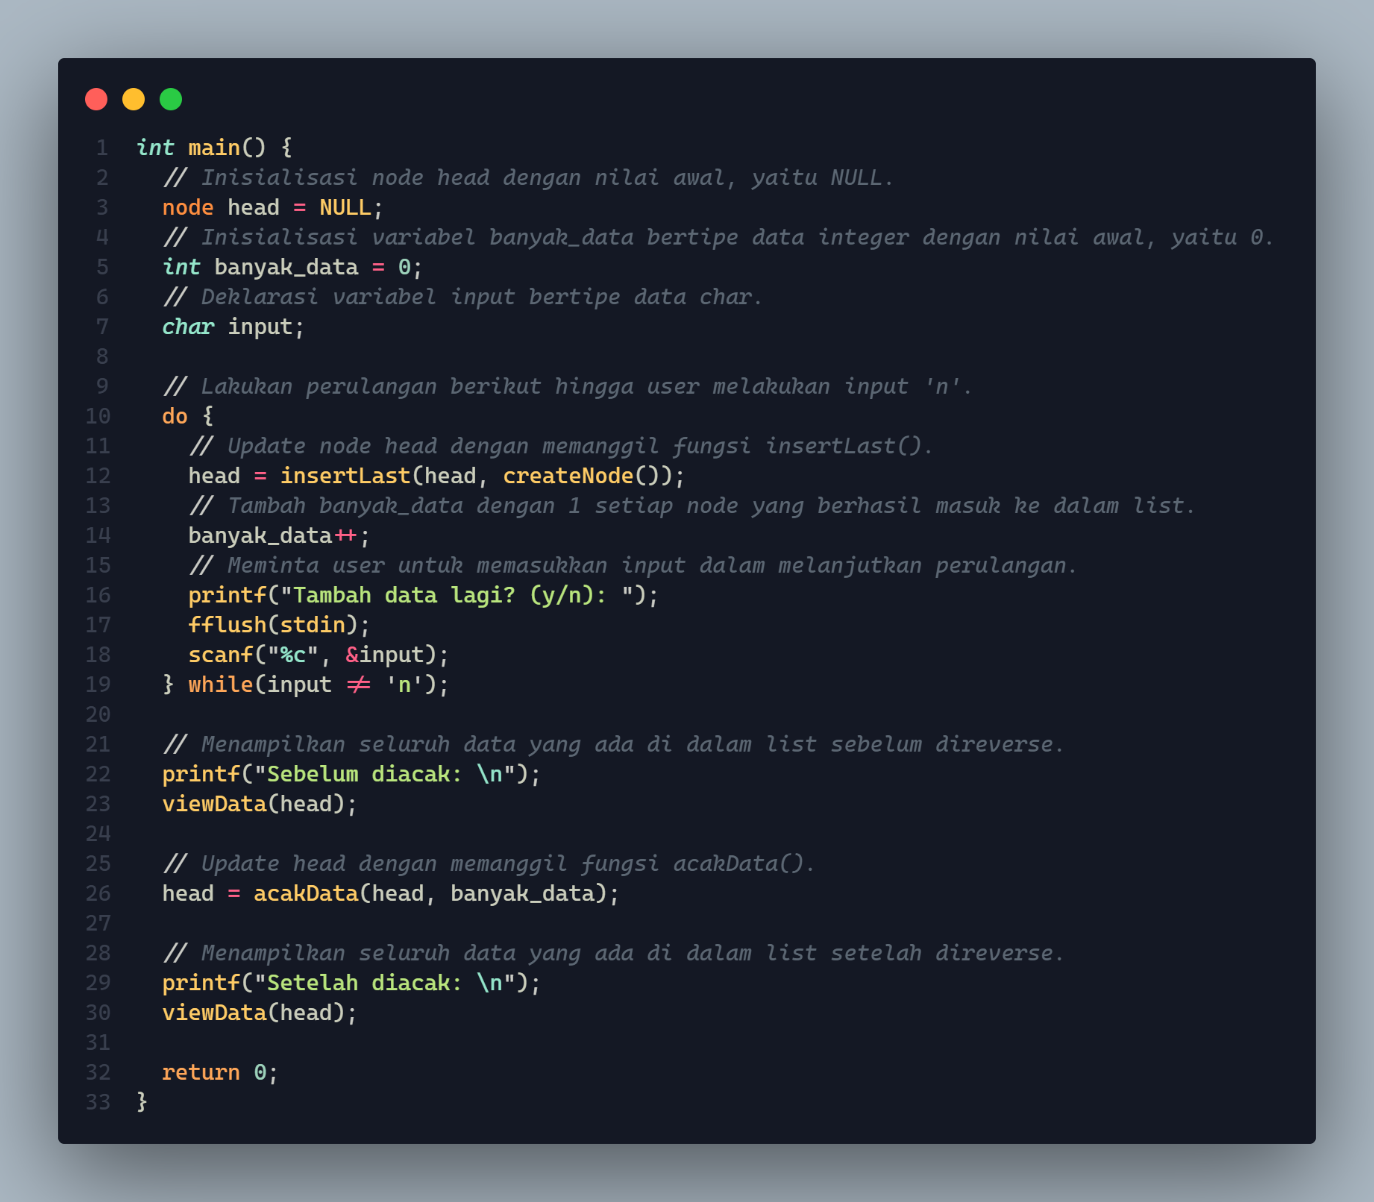 1 int main() {
2 // Inisialisasi node head dengan nilai awal, yaitu NULL.
3 node head = NULL;
4 // Inisialisasi variabel banyak_data bertipe data integer dengan nilai awal, yaitu 0.
5 int banyak_data = 0;
6 // Deklarasi variabel input bertipe data char.
7 char input;
8
9 // Lakukan perulangan berikut hingga user melakukan input 'n'.
10 do {
11 // Update node head dengan memanggil fungsi insertLast().
12 head = insertLast(head, createNode());
13 // Tambah banyak_data dengan 1 setiap node yang berhasil masuk ke dalam list.
14 banyak_data++;
15 // Meminta user untuk memasukkan input dalam melanjutkan perulangan.
16 printf("Tambah data lagi? (y/n): ");
17 fflush(stdin);
18 scanf("%c", &input);
19 } while(input != 'n');
20
21 // Menampilkan seluruh data yang ada di dalam list sebelum direverse.
22 printf("Sebelum diacak: \n");
23 viewData(head);
24
25 // Update head dengan memanggil fungsi acakData().
26 head = acakData(head, banyak_data);
27
28 // Menampilkan seluruh data yang ada di dalam list setelah direverse.
29 printf("Setelah diacak: \n");
30 viewData(head);
31
32 return 0;
33 }